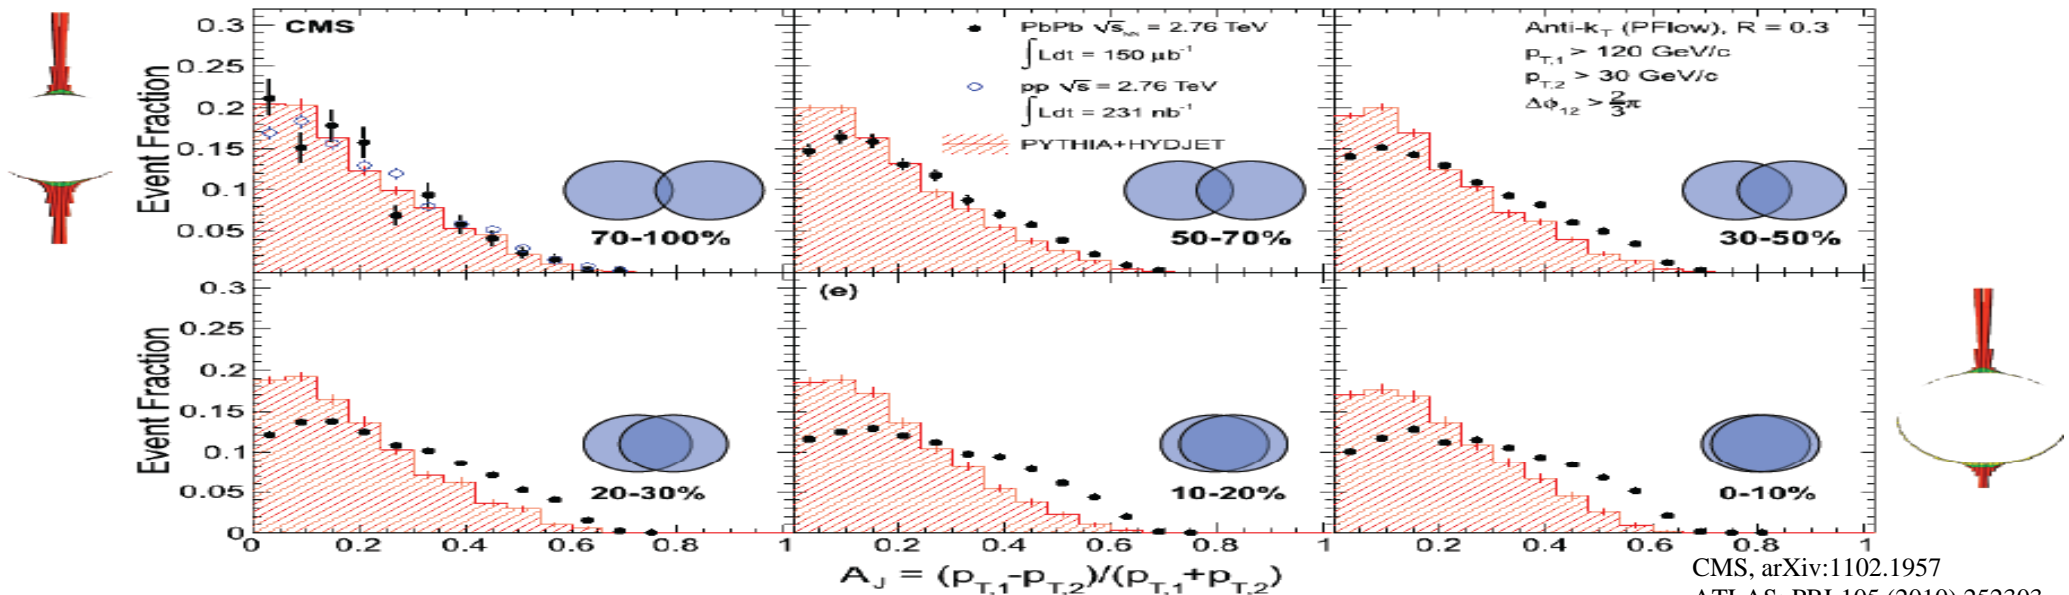 CMS
PbPb √s_NN = 2.76 TeV
∫Ldt = 150 μb⁻¹
pp √s = 2.76 TeV
∫Ldt = 231 nb⁻¹
PYTHIA+HYDJET
Anti-k_T (PFlow), R = 0.3
p_T,1 > 120 GeV/c
p_T,2 > 30 GeV/c
Δϕ_12 > 2/3 π
Event Fraction
0.3
0.25
0.2
0.15
0.1
0.05
70-100%
50-70%
30-50%
(e)
Event Fraction
0.3
0.2
0.15
0.1
0.05
0
20-30%
10-20%
0-10%
0 0.2 0.4 0.6 0.8 1 0.2 0.4 0.6 0.8 1 0.2 0.4 0.6 0.8 1
A_J = (p_T,1-p_T,2)/(p_T,1+p_T,2)
CMS, arXiv:1102.1957
ATLAS, PRL105 (2010) 252303